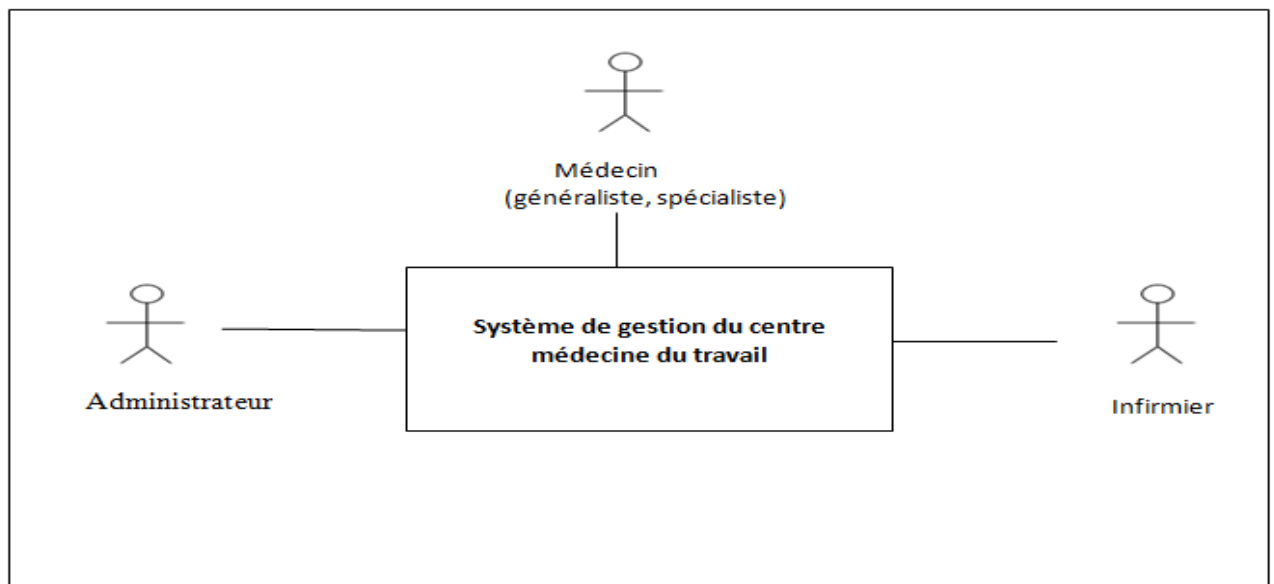 Médecin
(généraliste, spécialiste)
Système de gestion du centre
médecine du travail
Administrateur
Infirmier